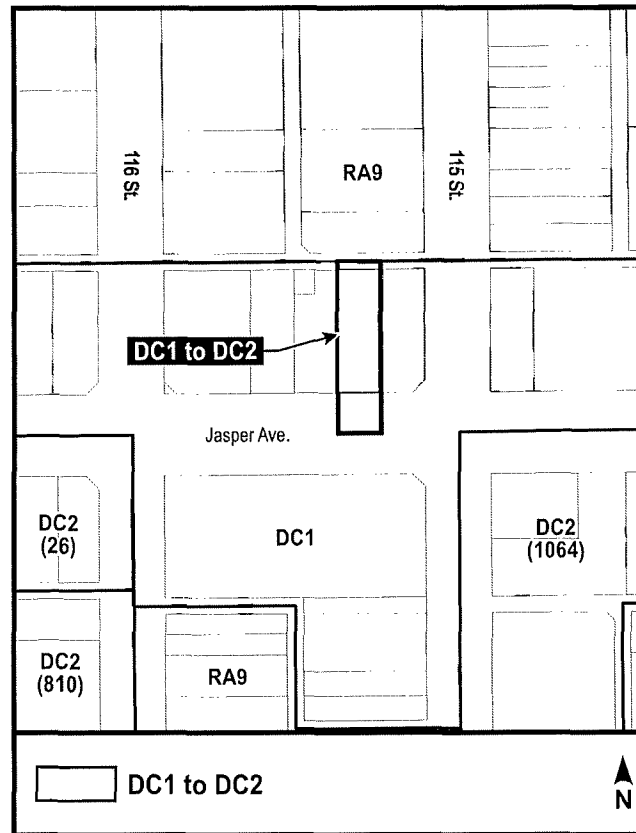 116 St.
RA9
115 St.
DC1 to DC2
Jasper Ave.
DC2
(26)
DC1
DC2
(1064)
DC2
(810)
RA9
DC1 to DC2
N